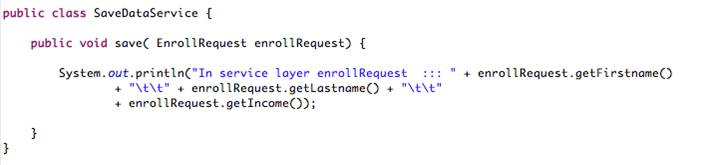 public class SaveDataService {
public void save( EnrollRequest enrollRequest) {
System.out.println("In service layer enrollRequest  ::: " + enrollRequest.getFirstname()
+ "\t\t" + enrollRequest.getLastname() + "\t\t"
+ enrollRequest.getIncome());
}
}